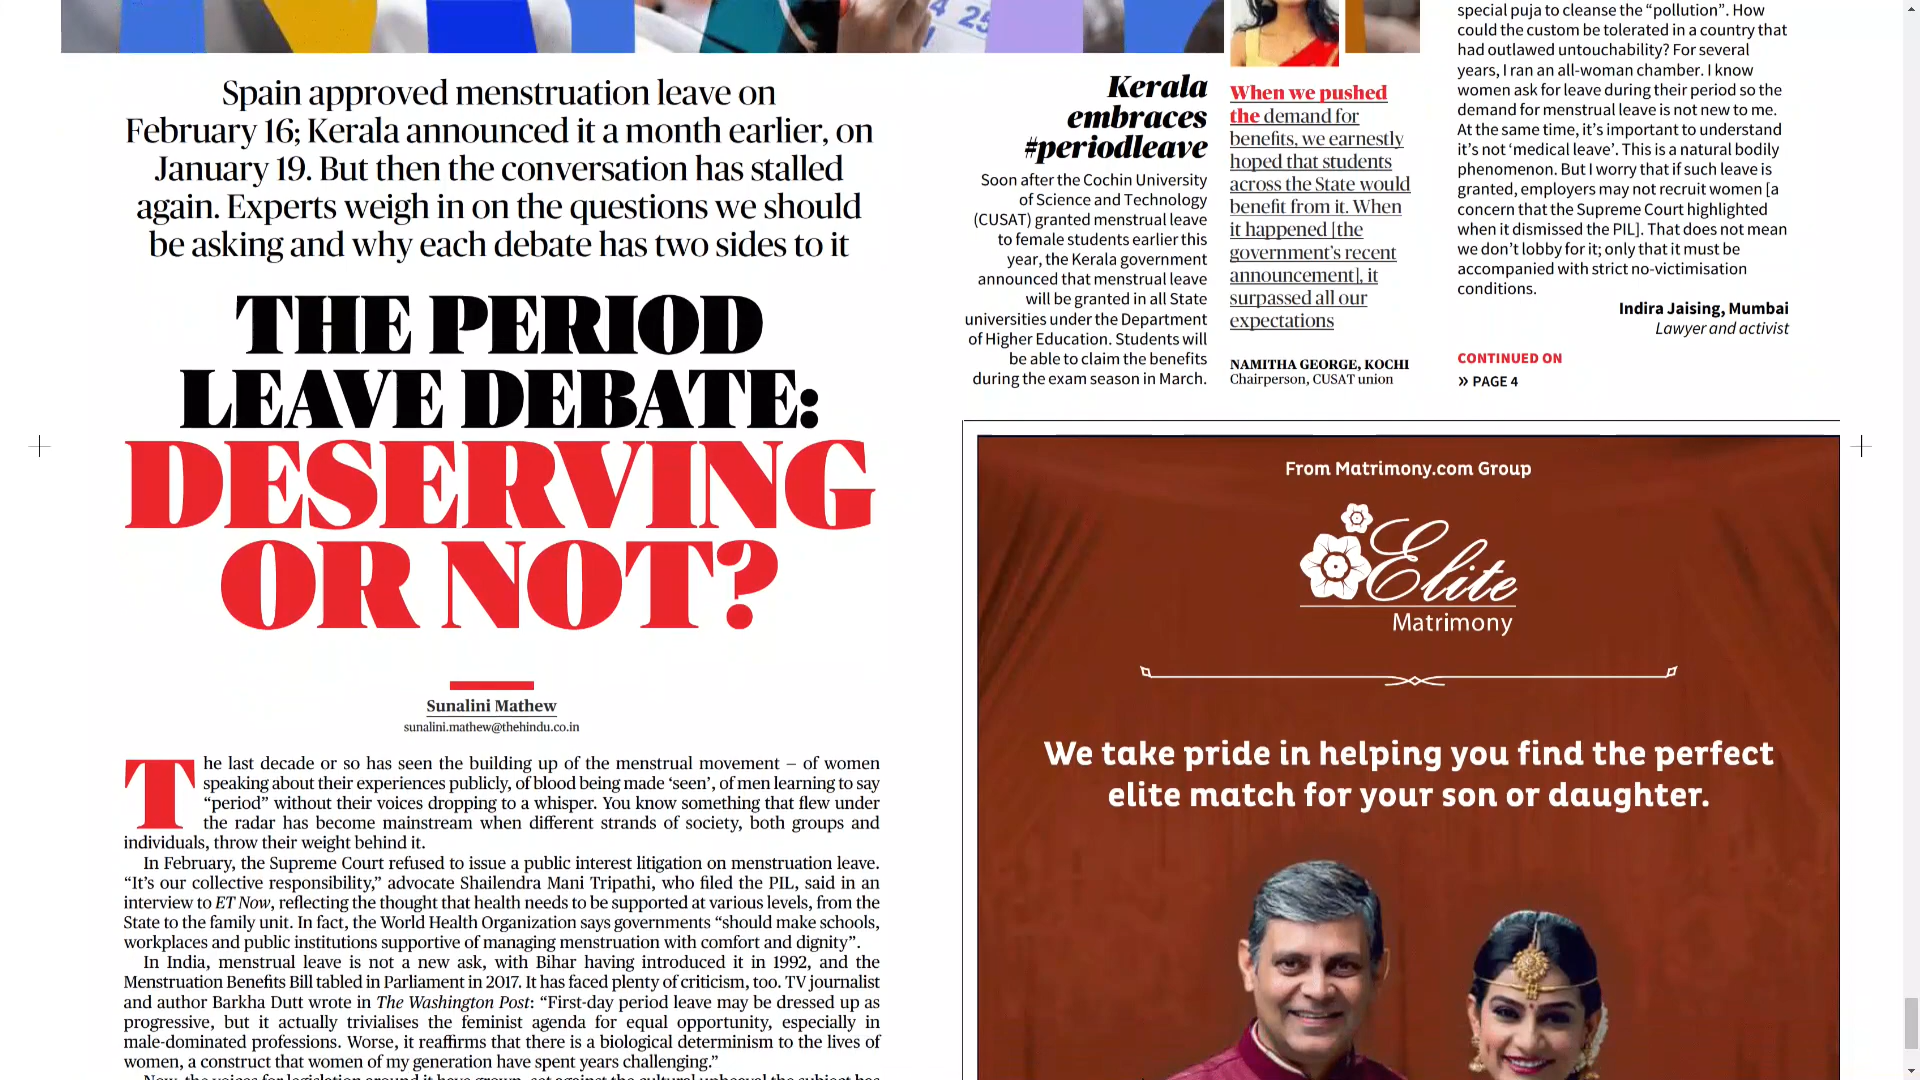 Spain approved menstruation leave on
February 16; Kerala announced it a month earlier, on
January 19. But then the conversation has stalled
again. Experts weigh in on the questions we should
be asking and why each debate has two sides to it
THE PERIOD
LEAVE DEBATE:
DESERVING
OR NOT?
Sunalini Mathew
sunalini.mathew@thehindu.co.in
The last decade or so has seen the building up of the menstrual movement – of women
speaking about their experiences publicly, of blood being made ‘seen’, of men learning to say
“period” without their voices dropping to a whisper. You know something that flew under
the radar has become mainstream when different strands of society, both groups and
individuals, throw their weight behind it.
In February, the Supreme Court refused to issue a public interest litigation on menstruation leave.
“It’s our collective responsibility,” advocate Shailendra Mani Tripathi, who filed the PIL, said in an
interview to ET Now, reflecting the thought that health needs to be supported at various levels, from the
State to the family unit. In fact, the World Health Organization says governments “should make schools,
workplaces and public institutions supportive of managing menstruation with comfort and dignity”.
In India, menstrual leave is not a new ask, with Bihar having introduced it in 1992, and the
Menstruation Benefits Bill tabled in Parliament in 2017. It has faced plenty of criticism, too. TV journalist
and author Barkha Dutt wrote in The Washington Post: “First-day period leave may be dressed up as
progressive, but it actually trivialises the feminist agenda for equal opportunity, especially in
male-dominated professions. Worse, it reaffirms that there is a biological determinism to the lives of
women, a construct that women of my generation have spent years challenging.”
Kerala
embraces
#periodleave
Soon after the Cochin University
of Science and Technology
(CUSAT) granted menstrual leave
to female students earlier this
year, the Kerala government
announced that menstrual leave
will be granted in all State
universities under the Department
of Higher Education. Students will
be able to claim the benefits
during the exam season in March.
When we pushed
the demand for
benefits, we earnestly
hoped that students
across the State would
benefit from it. When
it happened [the
government’s recent
announcement], it
surpassed all our
expectations
NAMITHA GEORGE, KOCHI
Chairperson, CUSAT union
special puja to cleanse the “pollution”. How
could the custom be tolerated in a country that
had outlawed untouchability? For several
years, I ran an all-woman chamber. I know
women ask for leave during their period so the
demand for menstrual leave is not new to me.
At the same time, it’s important to understand
it’s not ‘medical leave’. This is a natural bodily
phenomenon. But I worry that if such leave is
granted, employers may not recruit women [a
concern that the Supreme Court highlighted
when it dismissed the PIL]. That does not mean
we don’t lobby for it; only that it must be
accompanied with strict no-victimisation
conditions.
Indira Jaising, Mumbai
Lawyer and activist
CONTINUED ON
» PAGE 4
From Matrimony.com Group
Elite
Matrimony
We take pride in helping you find the perfect
elite match for your son or daughter.